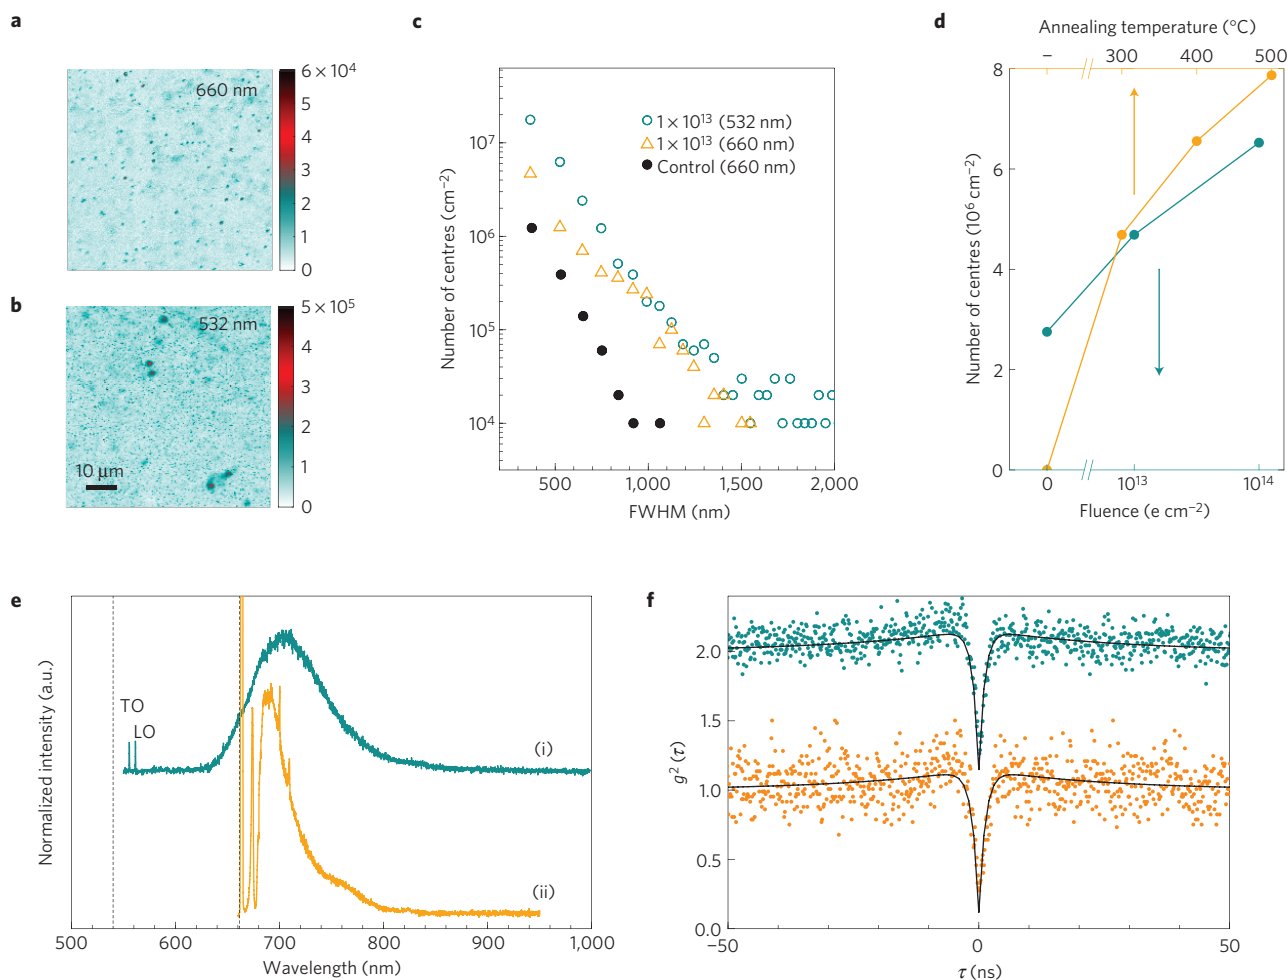 a
660 nm
6 × 10⁴
5
4
3
2
1
0
b
532 nm
5 × 10⁵
4
3
2
1
0
10 µm
c
Number of centres (cm⁻²)
10⁷
10⁶
10⁵
10⁴
1 × 10¹³ (532 nm)
1 × 10¹³ (660 nm)
Control (660 nm)
500
1,000
1,500
2,000
FWHM (nm)
d
Annealing temperature (°C)
–
300
400
500
Number of centres (10⁶ cm⁻²)
8
6
4
2
0
0
10¹³
10¹⁴
Fluence (e cm⁻²)
e
Normalized intensity (a.u.)
TO
LO
(i)
(ii)
500
600
700
800
900
1,000
Wavelength (nm)
f
g² (τ)
2.0
1.5
1.0
0.5
0.0
−50
0
50
τ (ns)